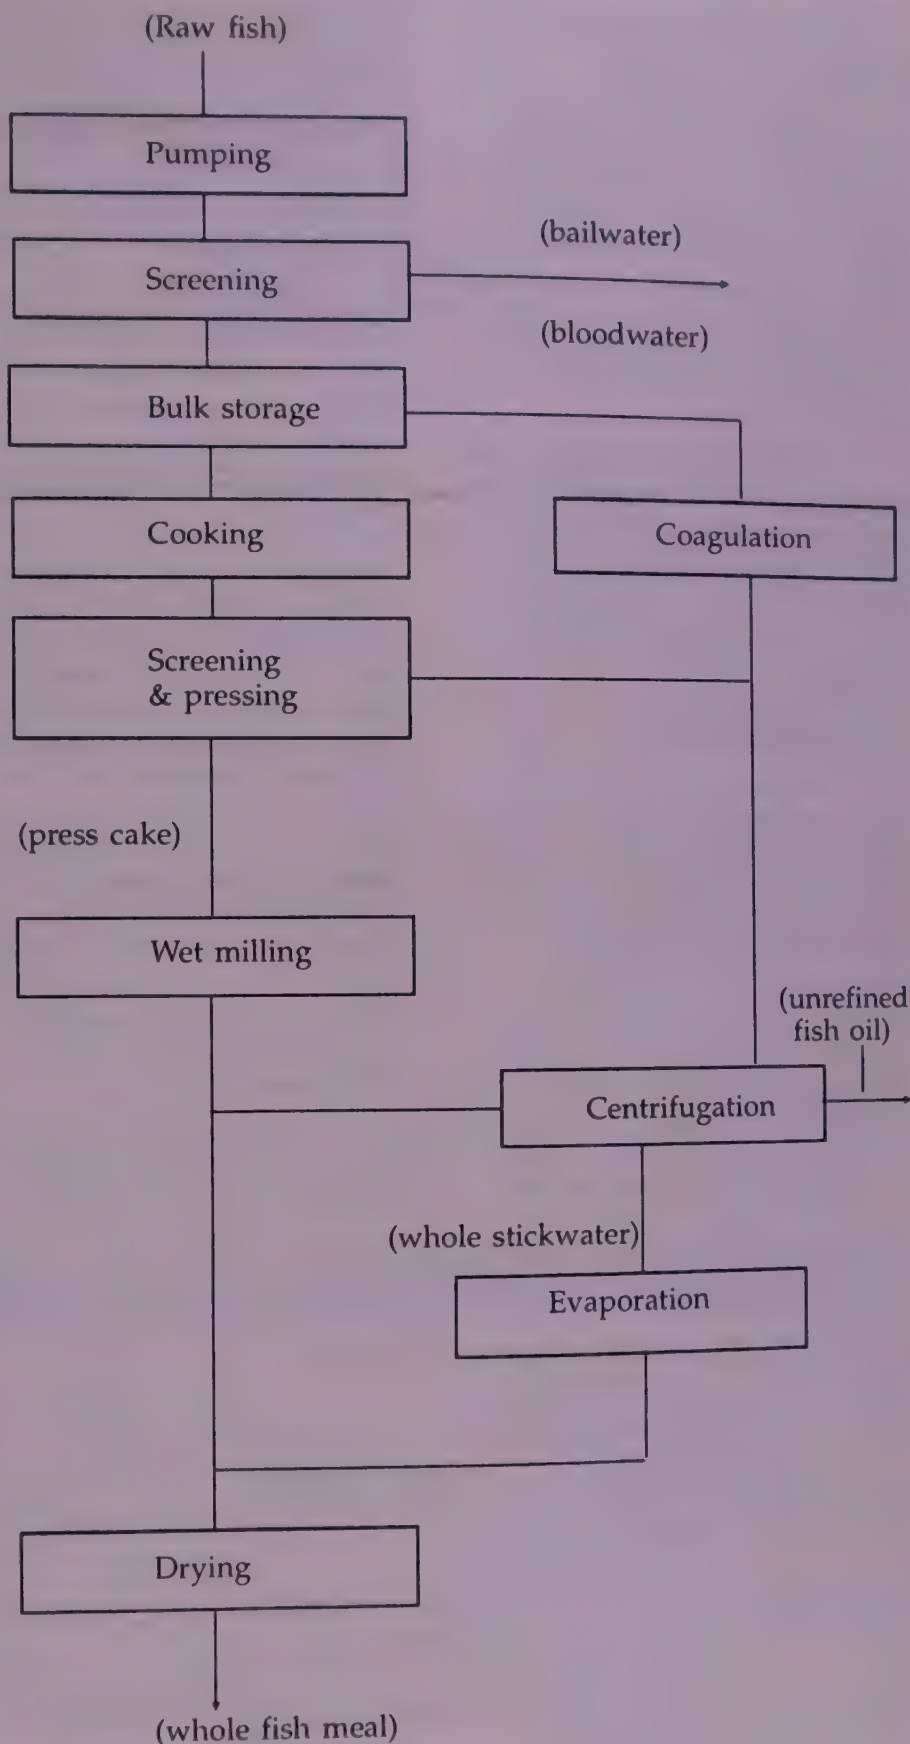 (Raw fish)
Pumping
(bailwater)
Screening
(bloodwater)
Bulk storage
Cooking
Coagulation
Screening
& pressing
(press cake)
Wet milling
(unrefined
fish oil)
Centrifugation
(whole stickwater)
Evaporation
Drying
(whole fish meal)